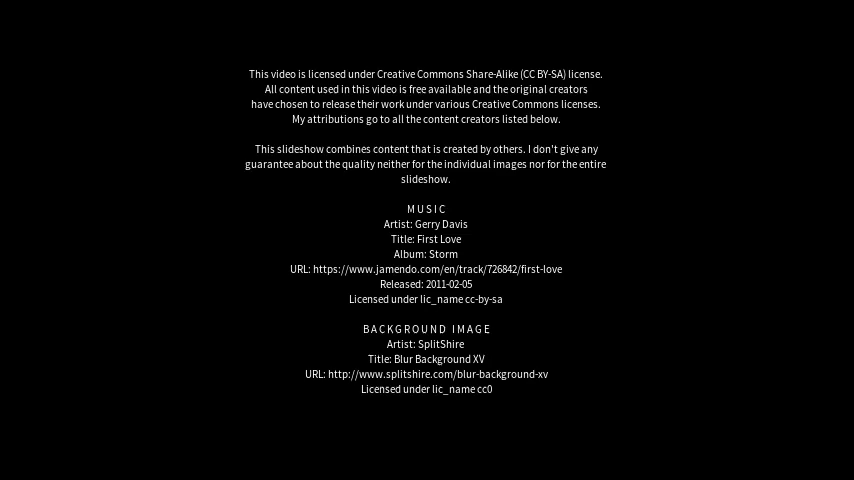 This video is licensed under Creative Commons Share-Alike (CC BY-SA) license.
All content used in this video is free available and the original creators
have chosen to release their work under various Creative Commons licenses.
My attributions go to all the content creators listed below.
This slideshow combines content that is created by others. I don't give any
guarantee about the quality neither for the individual images nor for the entire
slideshow.
MUSIC
Artist: Gerry Davis
Title: First Love
Album: Storm
URL: https://www.jamendo.com/en/track/726842/first-love
Released: 2011-02-05
Licensed under lic_name cc-by-sa
BACKGROUND IMAGE
Artist: SplitShire
Title: Blur Background XV
URL: http://www.splitshire.com/blur-background-xv
Licensed under lic_name cc0